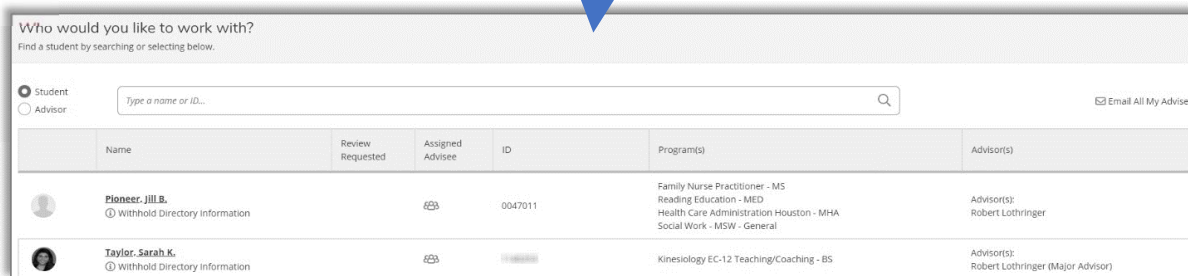 Who would you like to work with?
Find a student by searching or selecting below.
Student
Advisor
Type a name or ID...
Email All My Advise
Name
Review Requested
Assigned Advisee
ID
Program(s)
Advisor(s)
Pioneer, Jill B.
Withhold Directory Information
0047011
Family Nurse Practitioner - MS
Reading Education - MED
Health Care Administration Houston - MHA
Social Work - MSW - General
Advisor(s):
Robert Lothringer
Taylor, Sarah K.
Withhold Directory Information
Kinesiology EC-12 Teaching/Coaching - BS
Advisor(s):
Robert Lothringer (Major Advisor)